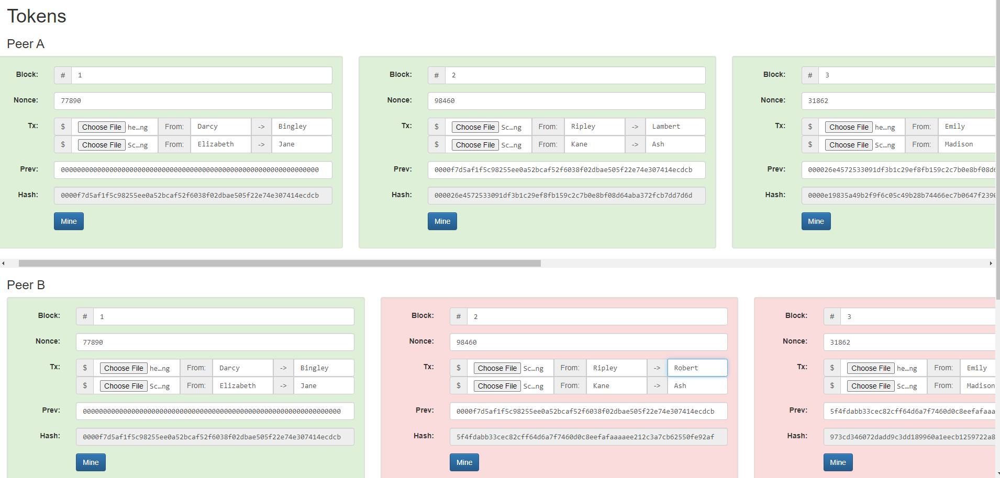 Tokens
Peer A
Block: # 1
Nonce: 77890
Tx: $ Choose File he...ng From: Darcy -> Bingley
$ Choose File Sc...ng From: Elizabeth -> Jane
Prev: 0000000000000000000000000000000000000000000000000000000000000000
Hash: 0000f7d5af1f5c98255ee0a52bcaf52f6038f02dbae505f22e74e307414ecdcb
Mine
Block: # 2
Nonce: 98460
Tx: $ Choose File Sc...ng From: Ripley -> Lambert
$ Choose File Sc...ng From: Kane -> Ash
Prev: 0000f7d5af1f5c98255ee0a52bcaf52f6038f02dbae505f22e74e307414ecdcb
Hash: 000026e4572533091df3b1c29ef8fb159c2c7b0e8bf08d64aba372fcb7dd7d6d
Mine
Block: # 3
Nonce: 31862
Tx: $ Choose File he...ng From: Emily
$ Choose File Sc...ng From: Madison
Prev: 000026e4572533091df3b1c29ef8fb159c2c7b0e8bf08d6
Hash: 0000e19835a49b2f9f6c05c49b28b74466ec7b0647f2390
Mine
Peer B
Block: # 1
Nonce: 77890
Tx: $ Choose File he...ng From: Darcy -> Bingley
$ Choose File Sc...ng From: Elizabeth -> Jane
Prev: 0000000000000000000000000000000000000000000000000000000000000000
Hash: 0000f7d5af1f5c98255ee0a52bcaf52f6038f02dbae505f22e74e307414ecdcb
Mine
Block: # 2
Nonce: 98460
Tx: $ Choose File Sc...ng From: Ripley -> Robert
$ Choose File Sc...ng From: Kane -> Ash
Prev: 0000f7d5af1f5c98255ee0a52bcaf52f6038f02dbae505f22e74e307414ecdcb
Hash: 5f4fdabb33cec82cff64d6a7f7460d0c8eefafaaaaee212c3a7cb62550fe92af
Mine
Block: # 3
Nonce: 31862
Tx: $ Choose File he...ng From: Emily
$ Choose File Sc...ng From: Madison
Prev: 5f4fdabb33cec82cff64d6a7f7460d0c8eefafaaa
Hash: 973cd346072dadd9c3dd189960a1eecb1259722a8
Mine